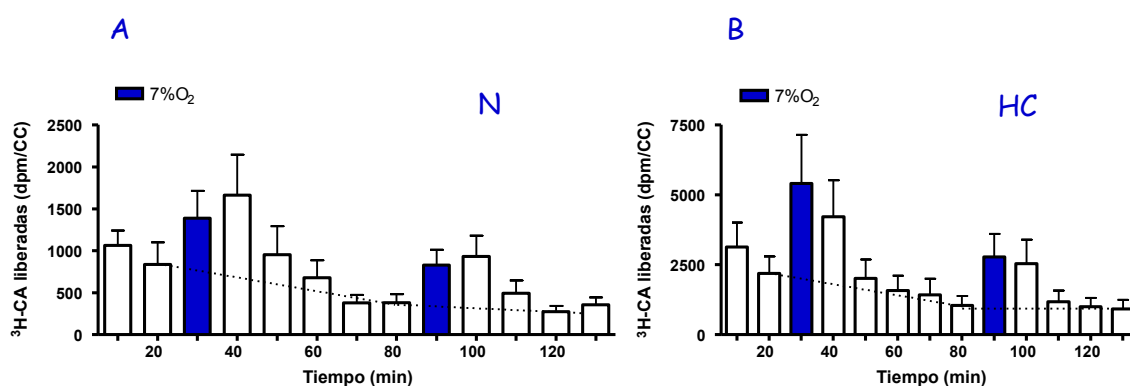 A
7%O₂
N
³H-CA liberadas (dpm/CC)
2500
2000
1500
1000
500
0
20 40 60 80 100 120
Tiempo (min)
B
7%O₂
HC
³H-CA liberadas (dpm/CC)
7500
5000
2500
0
20 40 60 80 100 120
Tiempo (min)